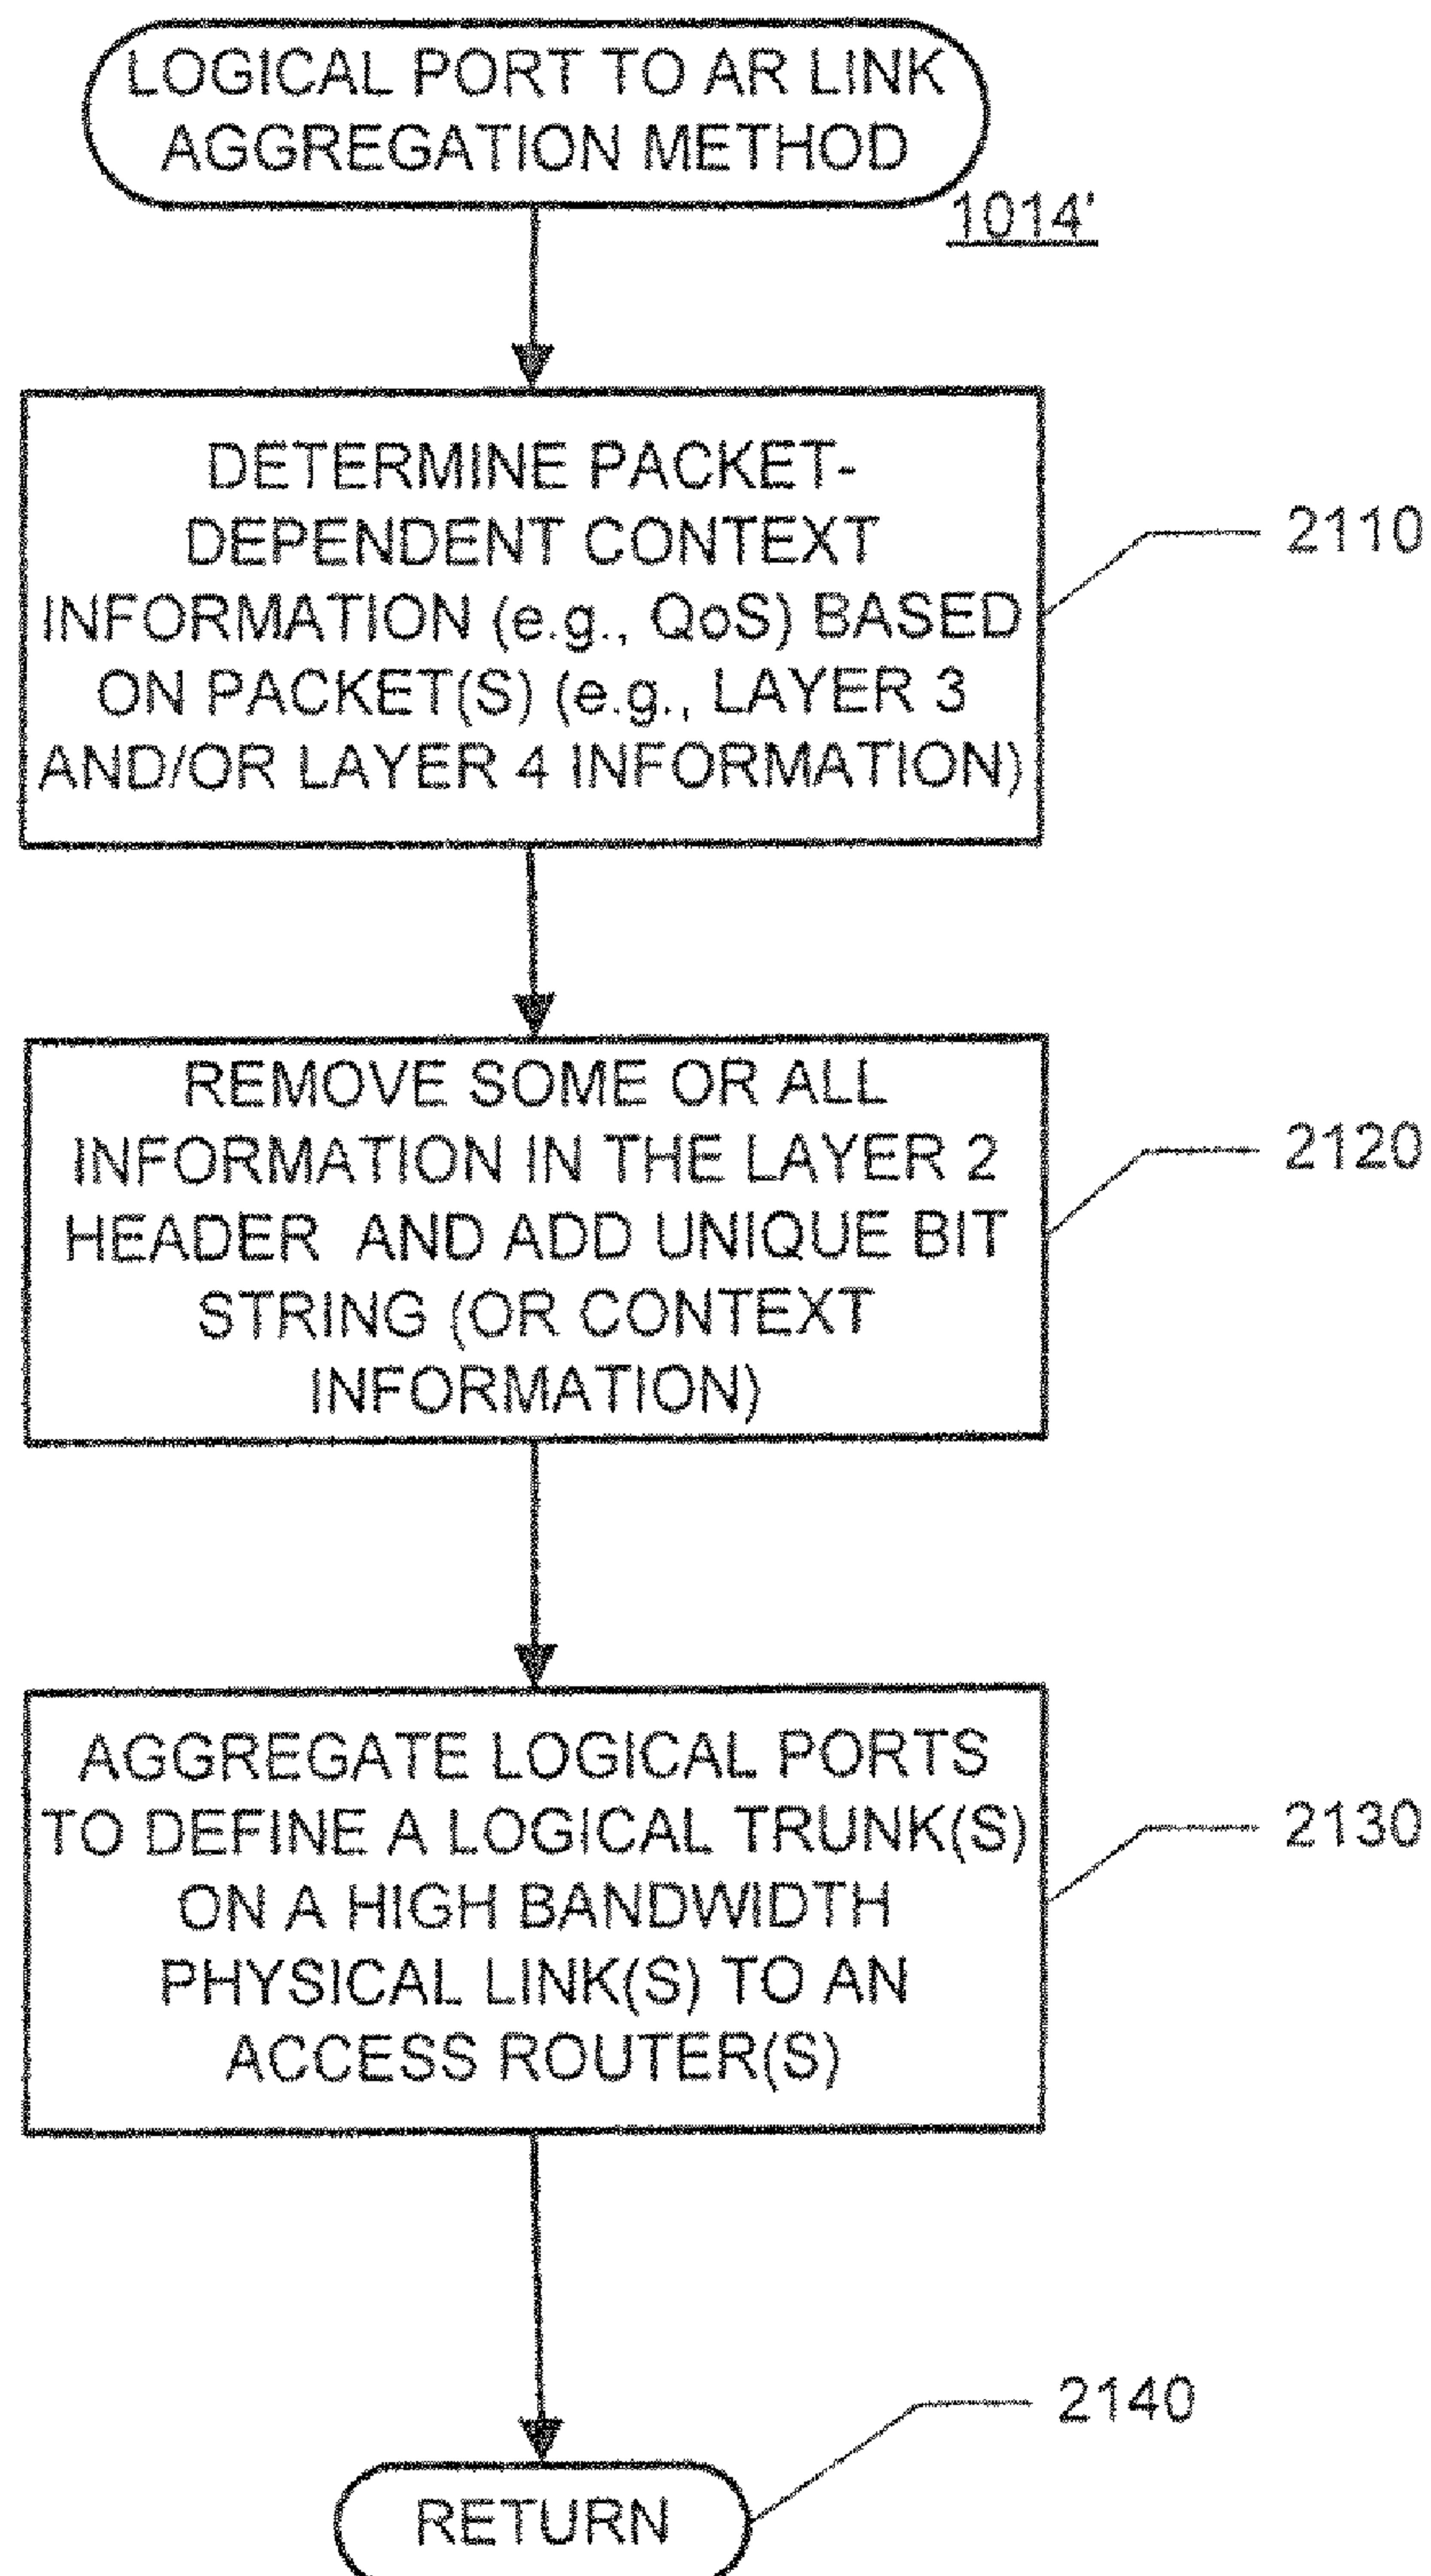 LOGICAL PORT TO AR LINK
AGGREGATION METHOD
1014'
DETERMINE PACKET-
DEPENDENT CONTEXT
INFORMATION (e.g., QoS) BASED
ON PACKET(S) (e.g., LAYER 3
AND/OR LAYER 4 INFORMATION)
2110
REMOVE SOME OR ALL
INFORMATION IN THE LAYER 2
HEADER AND ADD UNIQUE BIT
STRING (OR CONTEXT
INFORMATION)
2120
AGGREGATE LOGICAL PORTS
TO DEFINE A LOGICAL TRUNK(S)
ON A HIGH BANDWIDTH
PHYSICAL LINK(S) TO AN
ACCESS ROUTER(S)
2130
2140
RETURN